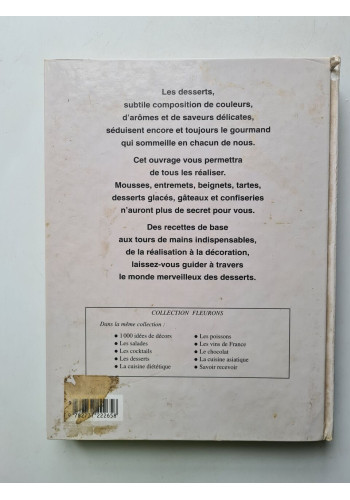 Les desserts,
subtile composition de couleurs,
d'arômes et de saveurs délicates,
séduisent encore et toujours le gourmand
qui sommeille en chacun de nous.
Cet ouvrage vous permettra
de tous les réaliser.
Mousses, entremets, beignets, tartes,
desserts glacés, gâteaux et confiseries
n'auront plus de secret pour vous.
Des recettes de base
aux tours de mains indispensables,
de la réalisation à la décoration,
laissez-vous guider à travers
le monde merveilleux des desserts.
COLLECTION FLEURONS
Dans la même collection :
• 1 000 idées de décors
• Les salades
• Les cocktails
• Les desserts
• La cuisine diététique
• Les poissons
• Les vins de France
• Le chocolat
• La cuisine asiatique
• Savoir recevoir
222658